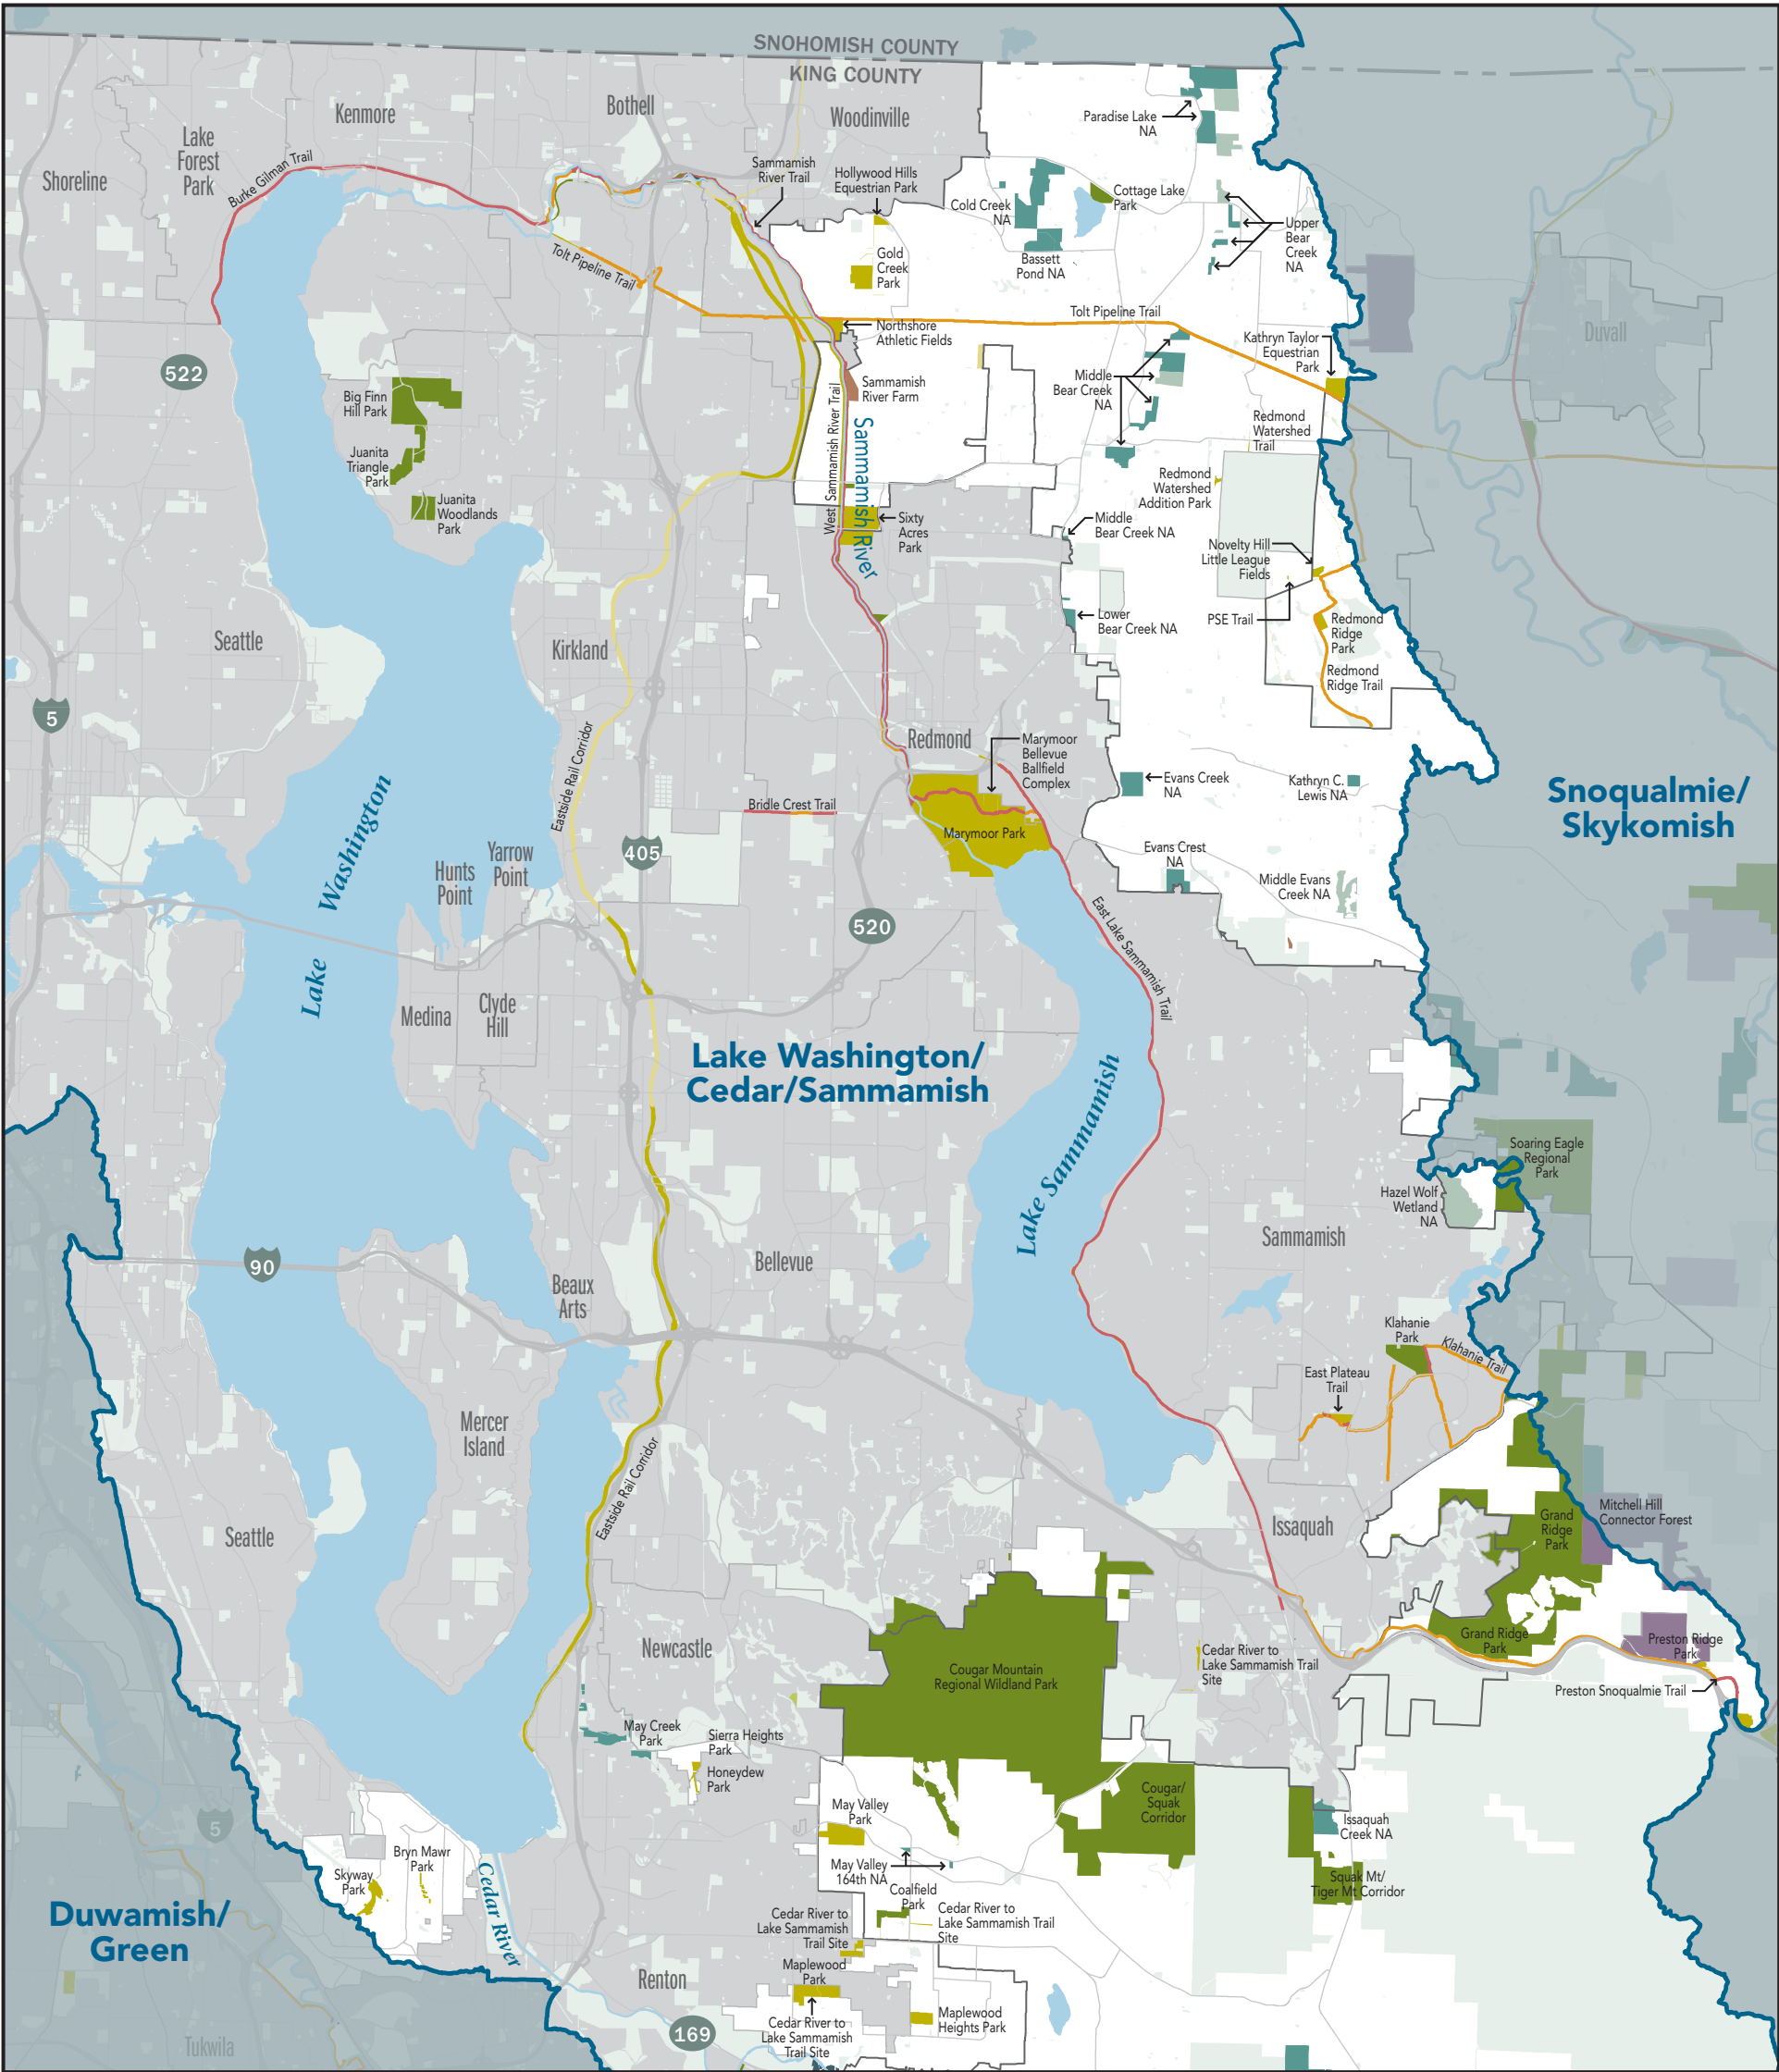 SNOHOMISH COUNTY
KING COUNTY
Shoreline
Lake
Forest
Park
Kenmore
Bothell
Woodinville
Burke Gilman Trail
Sammamish
River Trail
Hollywood Hills
Equestrian Park
Paradise Lake
NA
Cold Creek
NA
Cottage Lake
Park
Bassett
Pond NA
Upper
Bear
Creek
NA
Gold
Creek
Park
Tolt Pipeline Trail
Tolt Pipeline Trail
Northshore
Athletic Fields
Kathryn Taylor
Equestrian
Park
Duvall
522
Big Finn
Hill Park
Juanita
Triangle
Park
Juanita
Woodlands
Park
Sammamish
River Farm
West Sammamish River Trail
Sammamish River
Middle
Bear Creek
NA
Redmond
Watershed
Trail
Redmond
Watershed
Addition Park
Sixty
Acres
Park
Middle
Bear Creek NA
Novelty Hill
Little League
Fields
Lower
Bear Creek NA
PSE Trail
Redmond
Ridge
Park
Redmond
Ridge Trail
Seattle
Kirkland
5
Eastside Rail Corridor
Redmond
Marymoor
Bellevue
Ballfield
Complex
Bridle Crest Trail
Marymoor Park
Evans Creek
NA
Kathryn C.
Lewis NA
Snoqualmie/
Skykomish
405
Lake Washington
Hunts
Point
Yarrow
Point
Evans Crest
NA
Middle Evans
Creek NA
520
East Lake Sammamish Trail
Medina
Clyde
Hill
Lake Washington/
Cedar/Sammamish
Lake Sammamish
Soaring Eagle
Regional
Park
Hazel Wolf
Wetland
NA
Sammamish
90
Bellevue
Beaux
Arts
Klahanie
Park
Klahanie Trail
East Plateau
Trail
Mercer
Island
Eastside Rail Corridor
Seattle
Issaquah
Grand
Ridge
Park
Mitchell Hill
Connector Forest
Grand Ridge
Park
Preston Ridge
Park
Preston Snoqualmie Trail
Newcastle
Cougar Mountain
Regional Wildland Park
Cedar River to
Lake Sammamish Trail
Site
May Creek
Park
Sierra Heights
Park
Honeydew
Park
May Valley
Park
Cougar/
Squak
Corridor
Issaquah
Creek NA
5
Bryn Mawr
Park
Skyway
Park
May Valley
164th NA
Coalfield
Park
Squak Mt/
Tiger Mt Corridor
Cedar River
Duwamish/
Green
Cedar River to
Lake Sammamish
Trail Site
Cedar River to
Lake Sammamish Trail
Site
Renton
Maplewood
Park
Maplewood
Heights Park
169
Cedar River to
Lake Sammamish
Trail Site
Tukwila